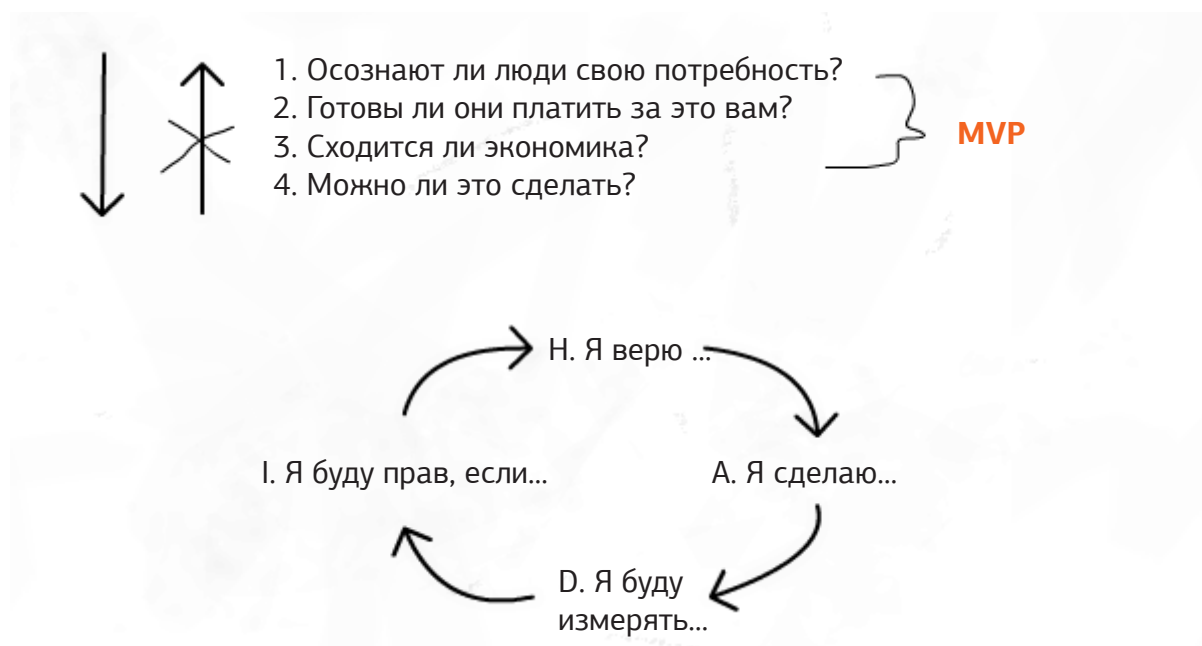 1. Осознают ли люди свою потребность?
2. Готовы ли они платить за это вам?
3. Сходится ли экономика?
4. Можно ли это сделать?
MVP
H. Я верю ...
I. Я буду прав, если...
A. Я сделаю...
D. Я буду
измерять...